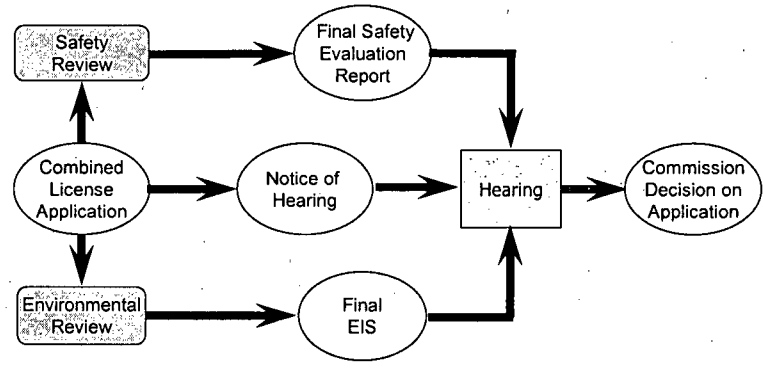 Safety
Review
Final Safety
Evaluation
Report
Combined
License
Application
Notice of
Hearing
Hearing
Commission
Decision on
Application
Environmental
Review
Final
EIS